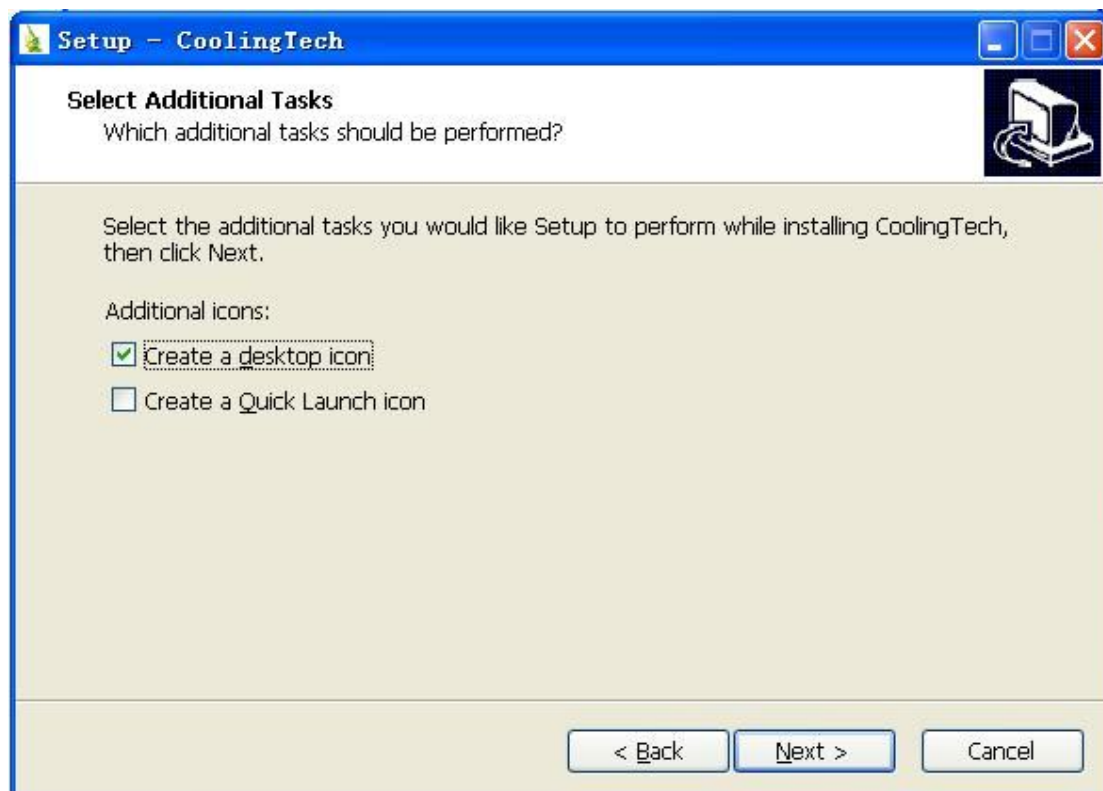 Setup - CoolingTech
Select Additional Tasks
Which additional tasks should be performed?
Select the additional tasks you would like Setup to perform while installing CoolingTech,
then click Next.
Additional icons:
Create a desktop icon
Create a Quick Launch icon
< Back
Next >
Cancel